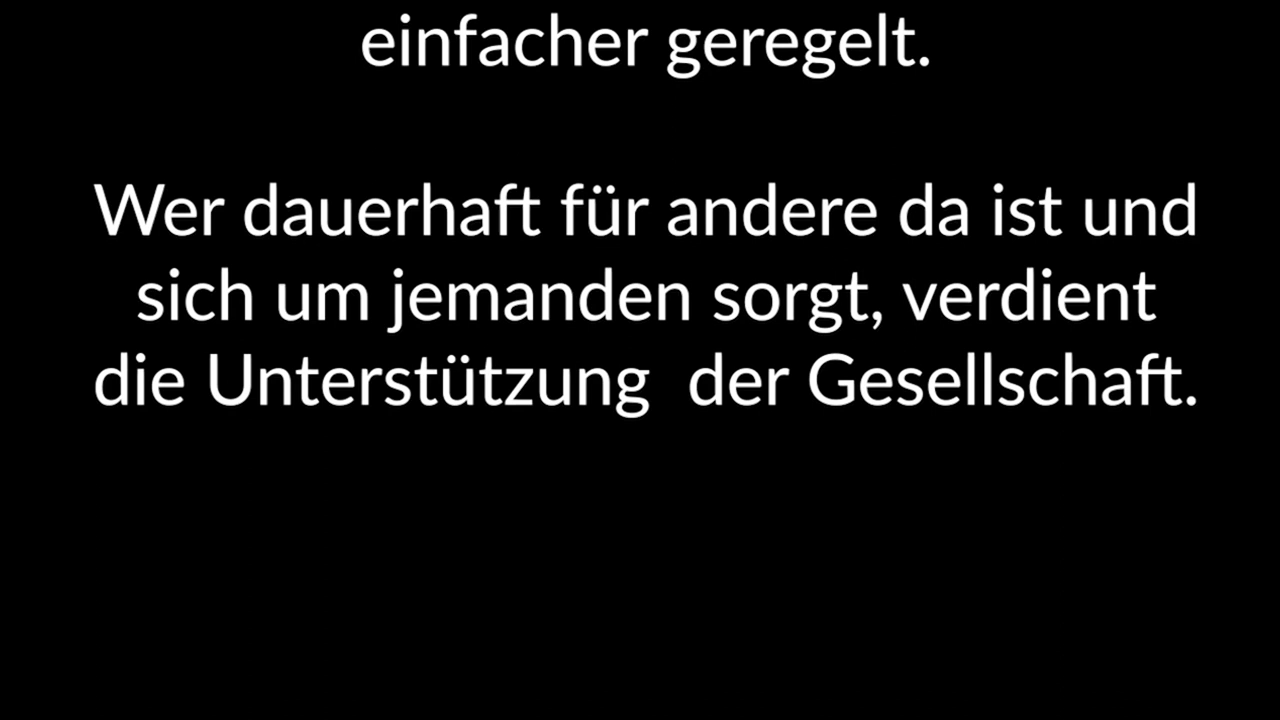 einfacher geregelt.
Wer dauerhaft für andere da ist und
sich um jemanden sorgt, verdient
die Unterstützung  der Gesellschaft.